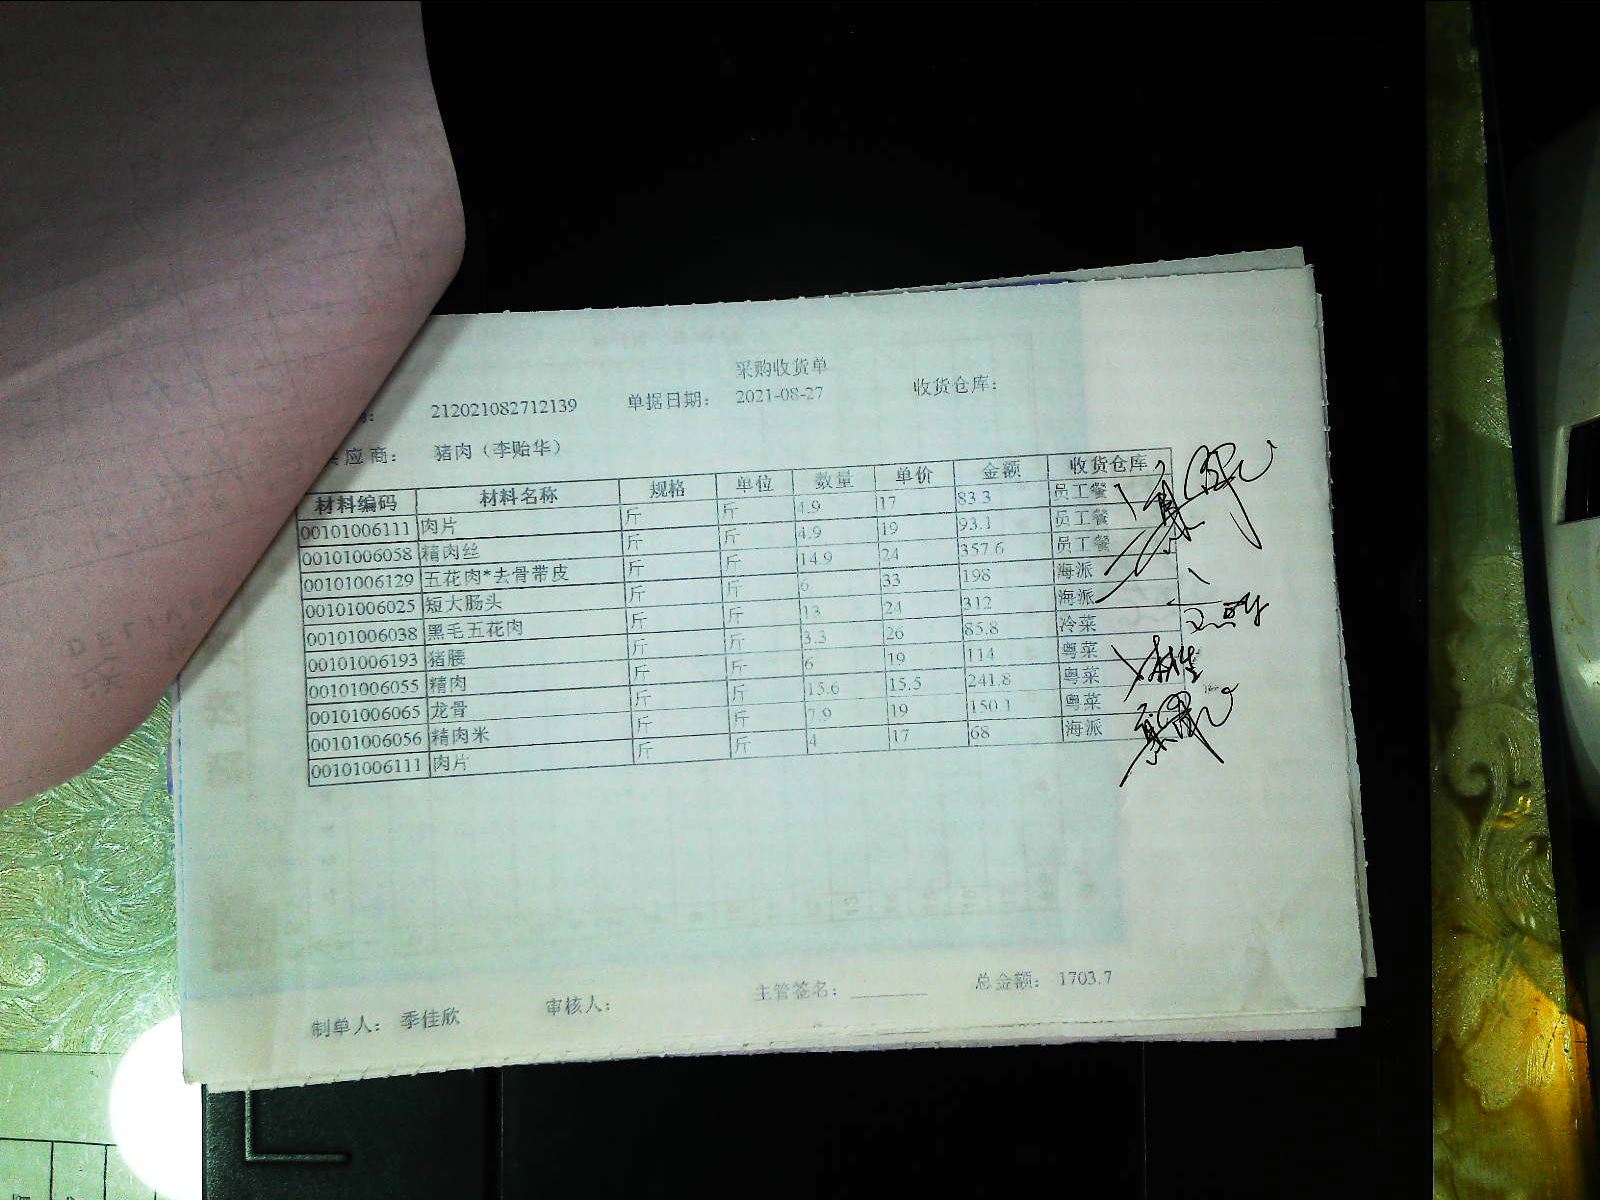 采购收货单
212021082712139 单据日期： 2021-08-27 收货仓库：
应商： 猪肉（李贻华）
材料编码 材料名称 规格 单位 数量 单价 金额 收货仓库
00101006111 肉片 斤 斤 4.9 17 83.3 员工餐
00101006058 精肉丝 斤 斤 4.9 19 93.1 员工餐
00101006129 五花肉*去骨带皮 斤 斤 14.9 24 357.6 员工餐
00101006025 短大肠头 斤 斤 6 33 198 海派
00101006038 黑毛五花肉 斤 斤 13 24 312 海派
00101006193 猪腰 斤 斤 3.3 26 85.8 冷菜
00101006055 精肉 斤 斤 6 19 114 粤菜
00101006065 龙骨 斤 斤 15.6 15.5 241.8 粤菜
00101006056 精肉米 斤 斤 7.9 19 150.1 粤菜
00101006111 肉片 斤 斤 4 17 68 海派
制单人： 季佳欣 审核人： 主管签名： 总金额： 1703.7